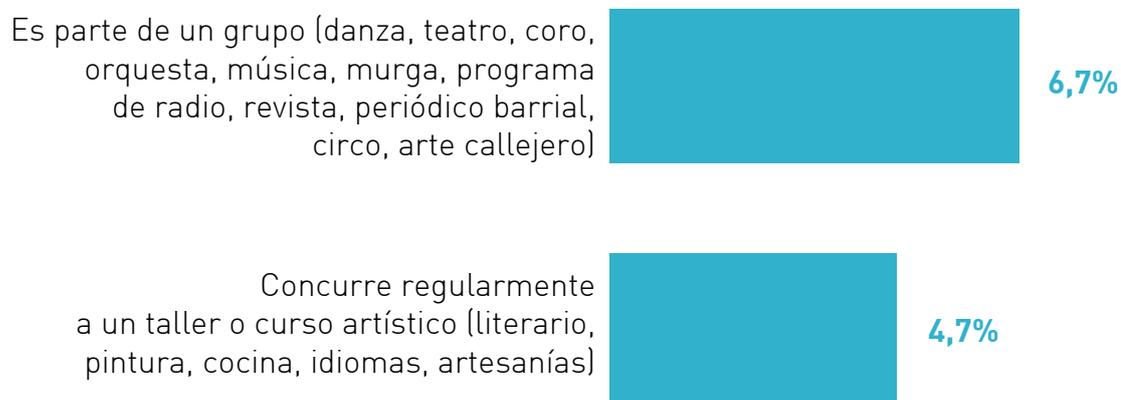 Es parte de un grupo (danza, teatro, coro,
orquesta, música, murga, programa
de radio, revista, periódico barrial,
circo, arte callejero)
6,7%
Concurre regularmente
a un taller o curso artístico (literario,
pintura, cocina, idiomas, artesanías)
4,7%